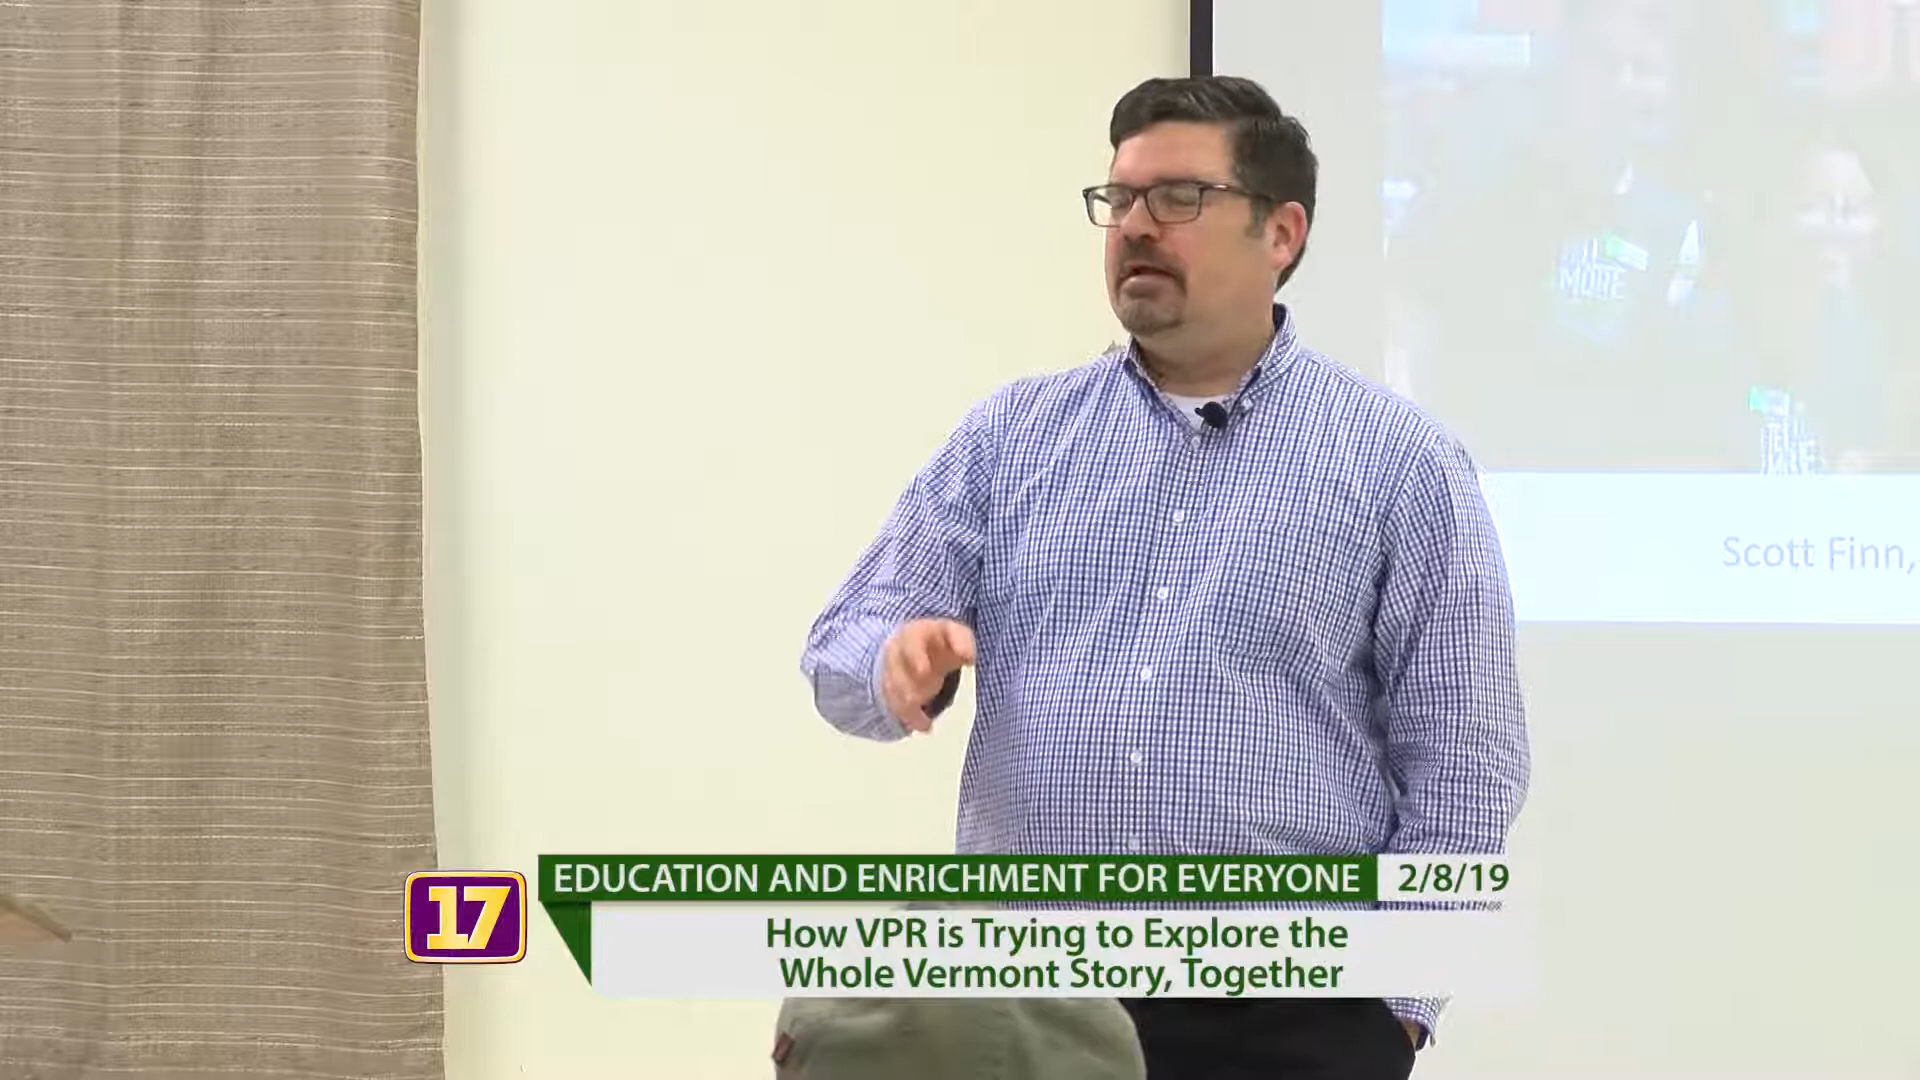 MORE
Scott Finn,
17
EDUCATION AND ENRICHMENT FOR EVERYONE
2/8/19
How VPR is Trying to Explore the
Whole Vermont Story, Together